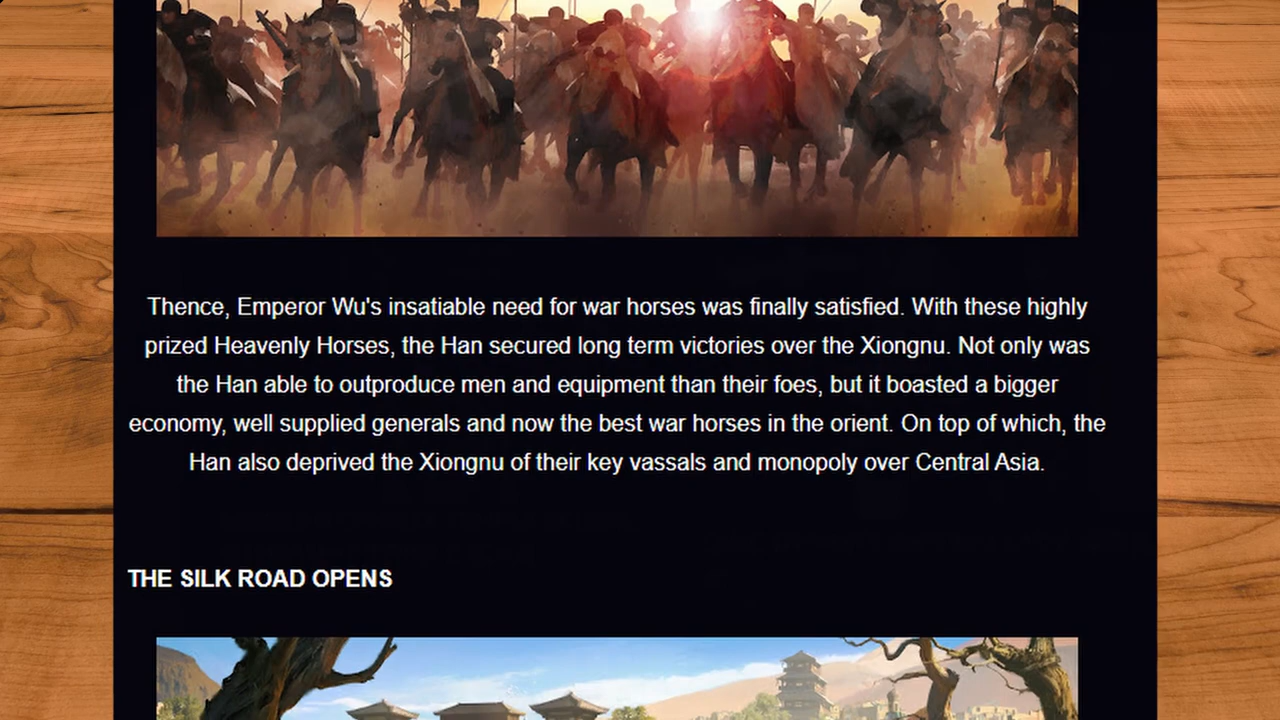 Thence, Emperor Wu's insatiable need for war horses was finally satisfied. With these highly
prized Heavenly Horses, the Han secured long term victories over the Xiongnu. Not only was
the Han able to outproduce men and equipment than their foes, but it boasted a bigger
economy, well supplied generals and now the best war horses in the orient. On top of which, the
Han also deprived the Xiongnu of their key vassals and monopoly over Central Asia.
THE SILK ROAD OPENS